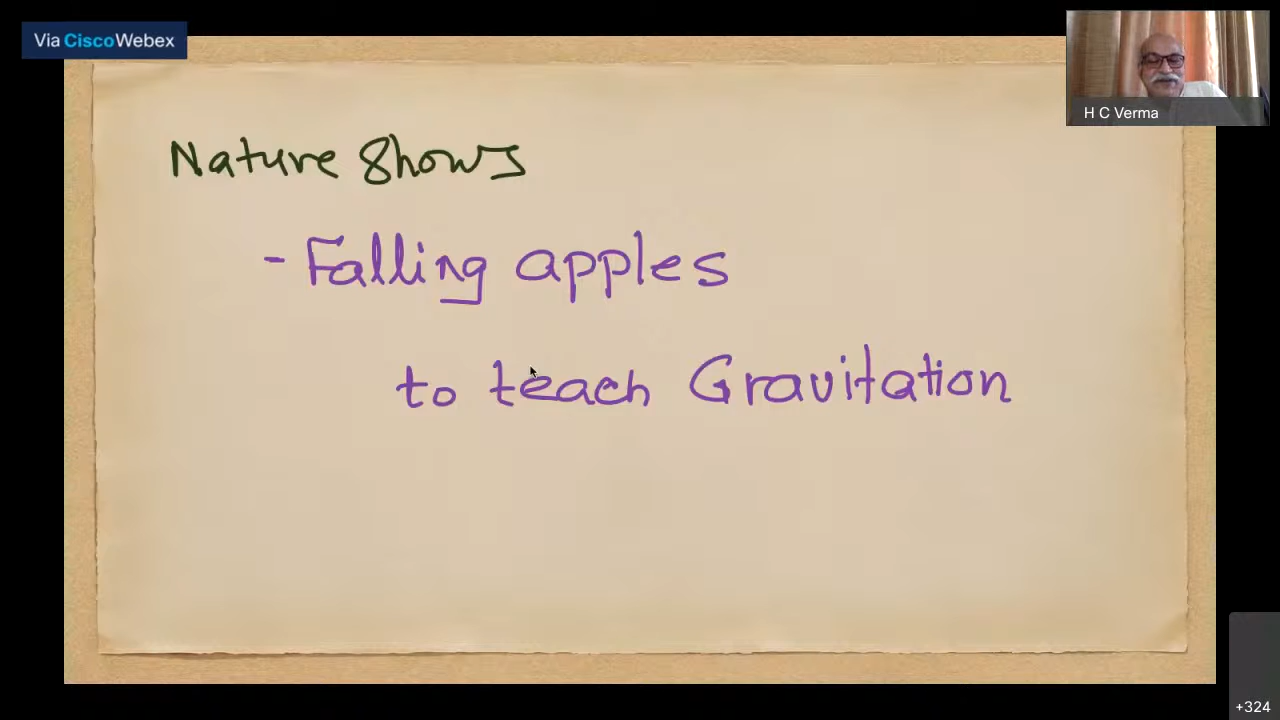 Via CiscoWebex
H C Verma
Nature Shows
- Falling apples
to teach Gravitation
+324